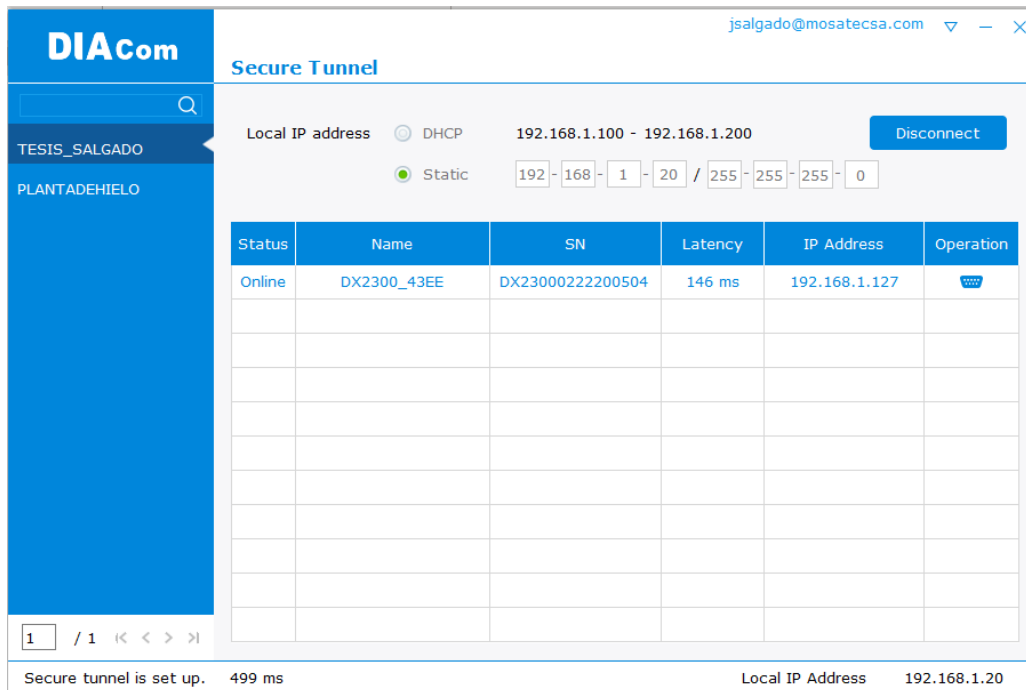 jsalgado@mosatecsa.com
DIACom
Secure Tunnel
TESIS_SALGADO
PLANTADEHIELO
Local IP address DHCP 192.168.1.100 - 192.168.1.200 Disconnect
Static 192 - 168 - 1 - 20 / 255 - 255 - 255 - 0
Status Name SN Latency IP Address Operation
Online DX2300_43EE DX23000222200504 146 ms 192.168.1.127
1 / 1
Secure tunnel is set up. 499 ms Local IP Address 192.168.1.20